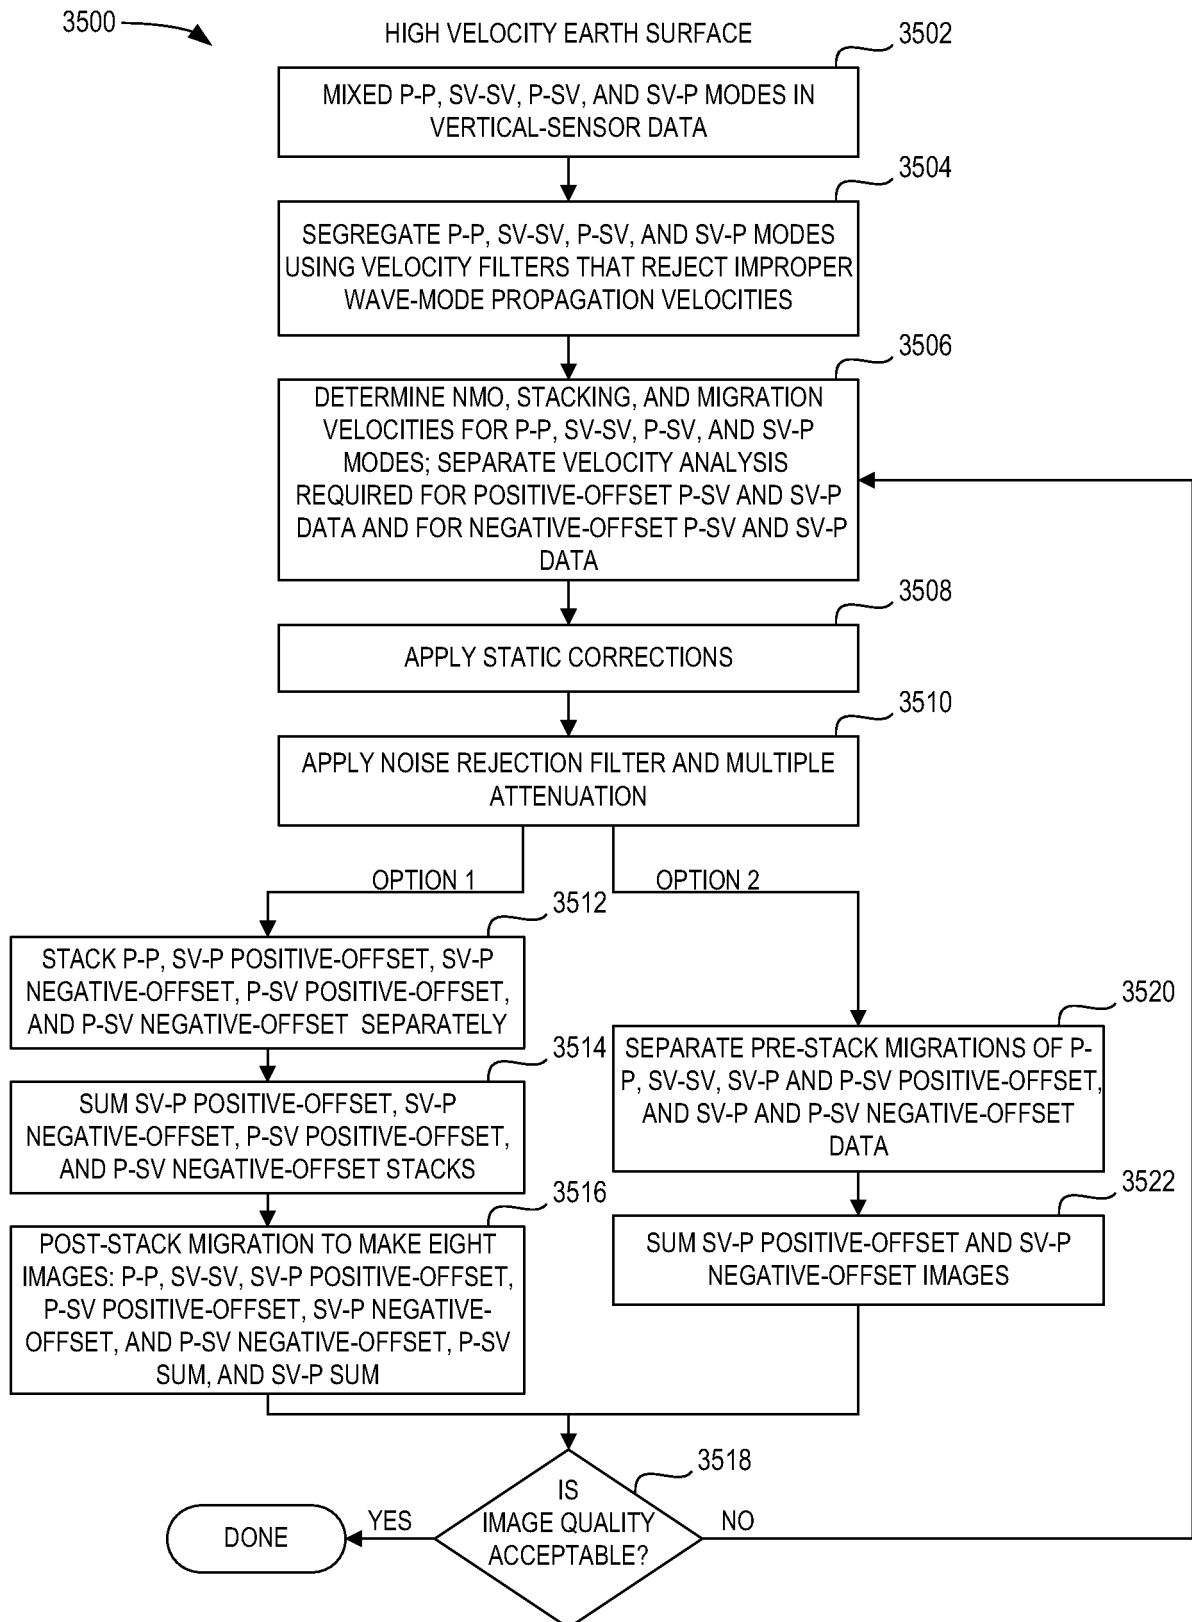 3500
HIGH VELOCITY EARTH SURFACE
3502
MIXED P-P, SV-SV, P-SV, AND SV-P MODES IN
VERTICAL-SENSOR DATA
3504
SEGREGATE P-P, SV-SV, P-SV, AND SV-P MODES
USING VELOCITY FILTERS THAT REJECT IMPROPER
WAVE-MODE PROPAGATION VELOCITIES
3506
DETERMINE NMO, STACKING, AND MIGRATION
VELOCITIES FOR P-P, SV-SV, P-SV, AND SV-P
MODES; SEPARATE VELOCITY ANALYSIS
REQUIRED FOR POSITIVE-OFFSET P-SV AND SV-P
DATA AND FOR NEGATIVE-OFFSET P-SV AND SV-P
DATA
3508
APPLY STATIC CORRECTIONS
3510
APPLY NOISE REJECTION FILTER AND MULTIPLE
ATTENUATION
OPTION 1
OPTION 2
3512
STACK P-P, SV-P POSITIVE-OFFSET, SV-P
NEGATIVE-OFFSET, P-SV POSITIVE-OFFSET,
AND P-SV NEGATIVE-OFFSET SEPARATELY
3514
SUM SV-P POSITIVE-OFFSET, SV-P
NEGATIVE-OFFSET, P-SV POSITIVE-OFFSET,
AND P-SV NEGATIVE-OFFSET STACKS
3516
POST-STACK MIGRATION TO MAKE EIGHT
IMAGES: P-P, SV-SV, SV-P POSITIVE-OFFSET,
P-SV POSITIVE-OFFSET, SV-P NEGATIVE-
OFFSET, AND P-SV NEGATIVE-OFFSET, P-SV
SUM, AND SV-P SUM
3520
SEPARATE PRE-STACK MIGRATIONS OF P-
P, SV-SV, SV-P AND P-SV POSITIVE-OFFSET,
AND SV-P AND P-SV NEGATIVE-OFFSET
DATA
3522
SUM SV-P POSITIVE-OFFSET AND SV-P
NEGATIVE-OFFSET IMAGES
3518
IS
IMAGE QUALITY
ACCEPTABLE?
YES
NO
DONE